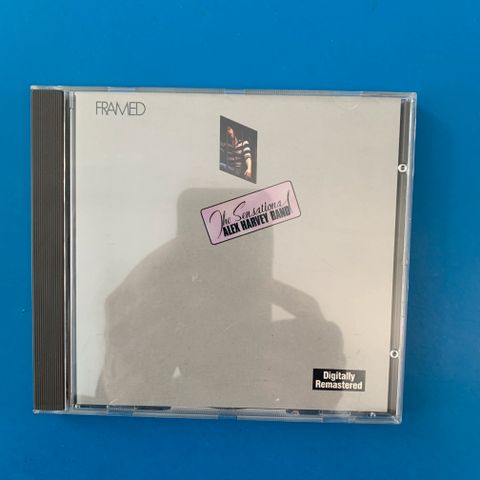 FRAMED
The Sensational
ALEX HARVEY BAND
Digitally
Remastered